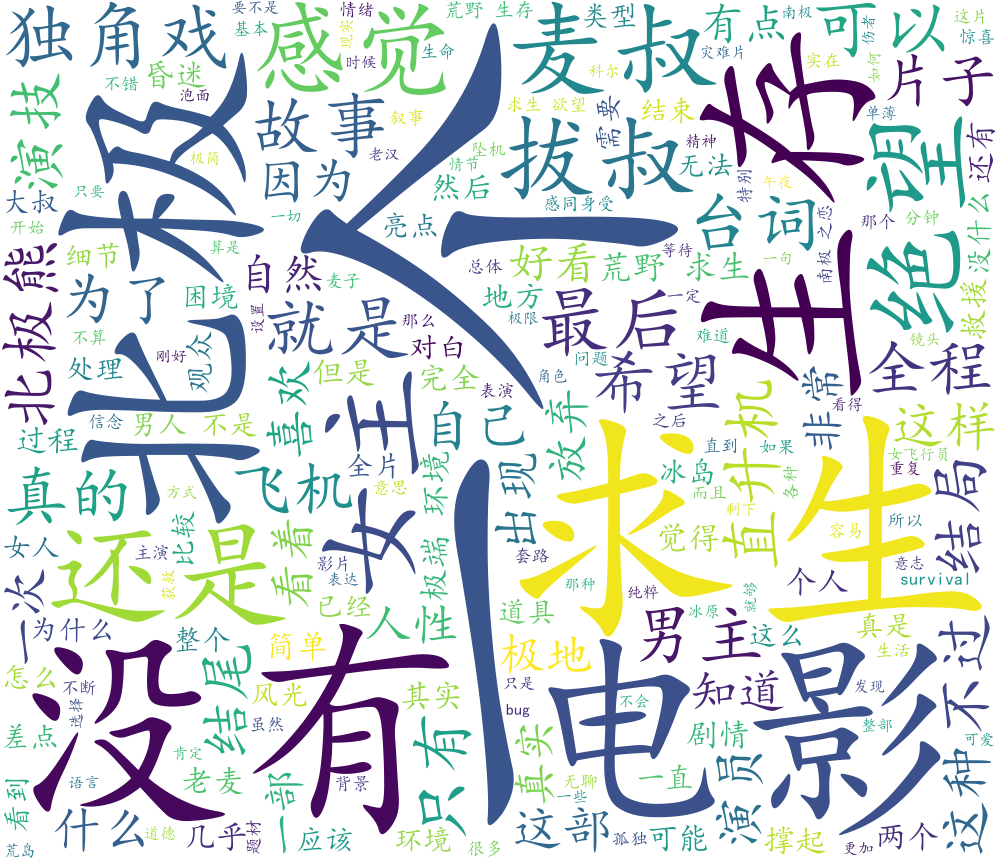 独角戏
要不是
情绪
荒野 生存
类型
有点
南极
可以
伤者
这片
惊喜
基本
现实
感觉
时候
生命
麦叔
灾难片
科尔
实在
如何
片子
不错
昏迷
泡面
演技
北极
故事
叙事
求生 欲望
需要
结束
生存
单薄
绝望
还有
极简
老汉
坠机
情节
拔叔
精神
无法
特别
午夜
大叔
只要
因为
然后
一个人
开始
一切
亮点
感同身受
台词
那个
之恋
南极
分钟
没什么
救援
细节
算是
自然
麦子
总体
等待
好看
荒野
求生
一句
北极熊
为了
困境
设置
就是
那么
地方
极限
最后
一定
难道
镜头
全程
不算
刚好
观众
对白
问题
处理
喜欢
但是
完全
表演
角色
希望
非常
看得
信念
男人
不是
女主
自己
放弃
之后
直升机
这样
过程
全片
环境
出现
冰岛
直到
如果
女飞行员
重复
结局
真的
飞机
意思
极端
而且
各种
方式
求生
觉得
剩下
容易
所以
女人
还是
比较
主演
看着
影片
表达
套路
那种
纯粹
意志
获救
已经
道具
冰原
就够
个人
survival
一次
为什么
整个
简单
人性
极地
男主
这么
真是
不过
怎么
没有
不断
选择
结尾
风光
其实
只是
电影
不会
知道
发现
生活
差点
虽然
bug
剧情
整部
可爱
肯定
只有
真实
看到
语言
老麦
一部
背景
无聊
一直
演员
这种
什么
道德
几乎
题材
应该
环境
一些
这部
孤独
可能
撑起
两个
荒岛
很多
更加